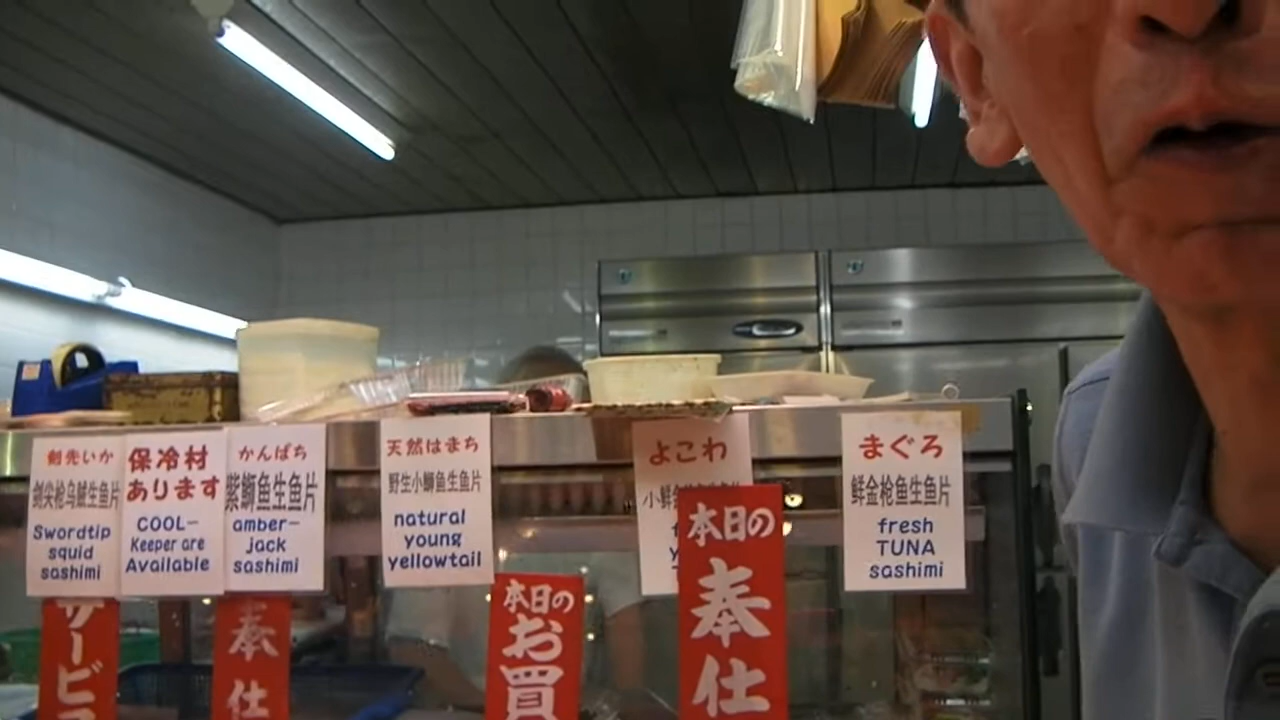 剣先いか
剑尖枪乌贼生鱼片
Swordtip
squid
sashimi
保冷材
あります
COOL-
Keeper are
Available
かんぱち
紫鰤鱼生鱼片
amber-
jack
sashimi
天然はまち
野生小鰤鱼生鱼片
natural
young
yellowtail
よこわ
小鲜
まぐろ
鲜金枪鱼生鱼片
fresh
TUNA
sashimi
サービ
奉仕
本日の
お買
本日の
奉仕